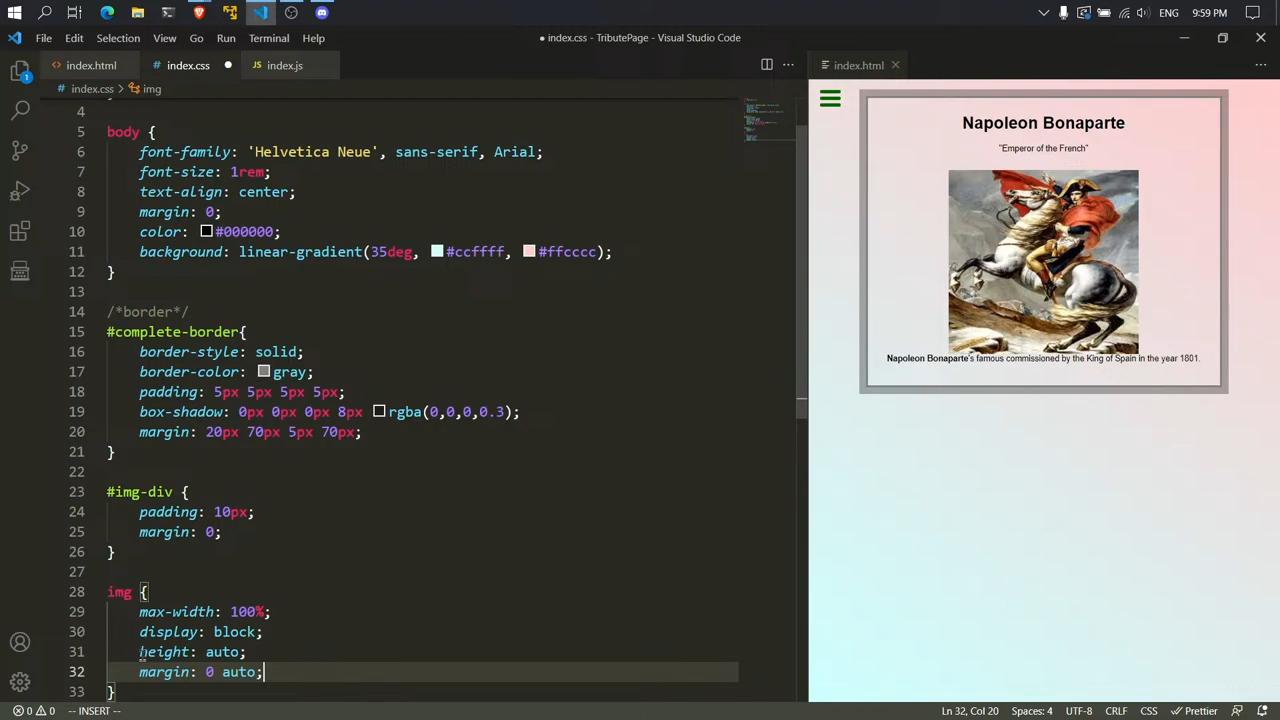 ENG 9:59 PM
File Edit Selection View Go Run Terminal Help
● index.css - TributePage - Visual Studio Code
index.html
index.css
index.js
index.html
index.css > img
1
4
5 body {
6 font-family: 'Helvetica Neue', sans-serif, Arial;
7 font-size: 1rem;
8 text-align: center;
9 margin: 0;
10 color: #000000;
11 background: linear-gradient(35deg, #ccffff, #ffcccc);
12 }
13
14 /*border*/
15 #complete-border{
16 border-style: solid;
17 border-color: gray;
18 padding: 5px 5px 5px 5px;
19 box-shadow: 0px 0px 0px 8px rgba(0,0,0,0.3);
20 margin: 20px 70px 5px 70px;
21 }
22
23 #img-div {
24 padding: 10px;
25 margin: 0;
26 }
27
28 img {
29 max-width: 100%;
30 display: block;
31 height: auto;
32 margin: 0 auto;
33 }
Napoleon Bonaparte
"Emperor of the French"
Napoleon Bonaparte's famous commissioned by the King of Spain in the year 1801.
0 0 -- INSERT --
Ln 32, Col 20 Spaces: 4 UTF-8 CRLF CSS Prettier